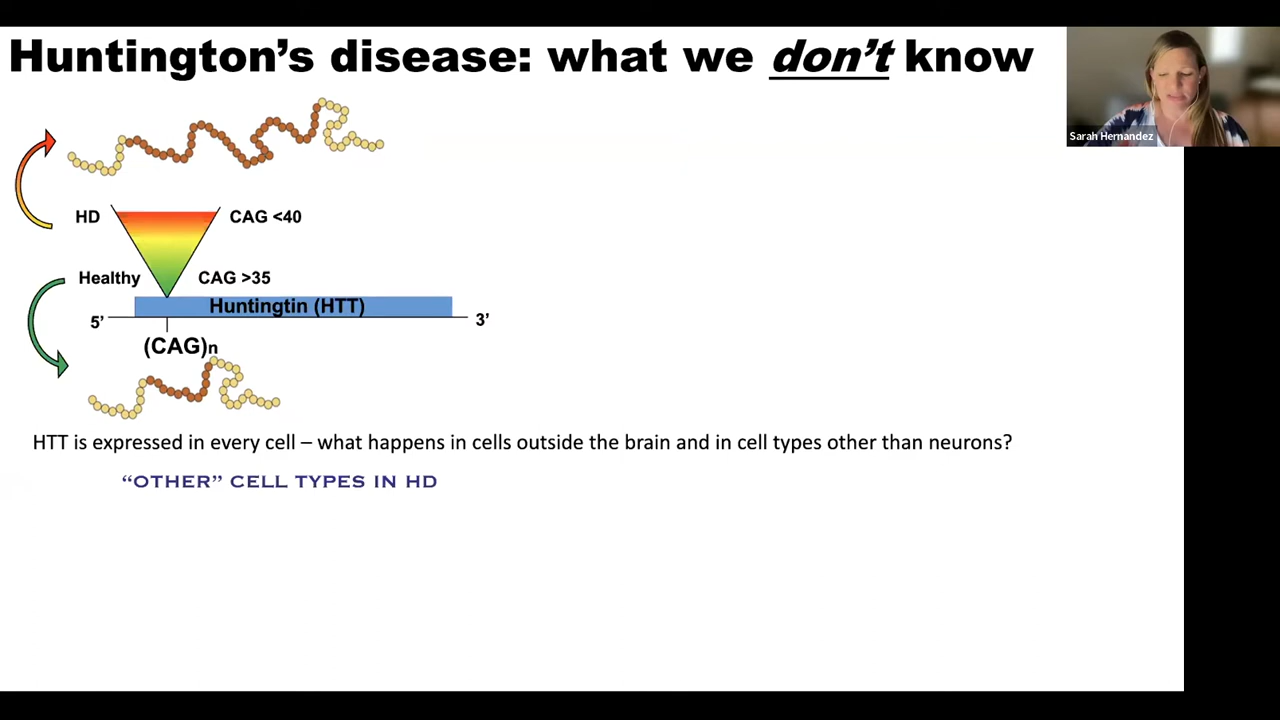 Huntington’s disease: what we don’t know
Sarah Hernandez
HD CAG <40
Healthy CAG >35
Huntingtin (HTT)
5’ 3’
(CAG)n
HTT is expressed in every cell – what happens in cells outside the brain and in cell types other than neurons?
“OTHER” CELL TYPES IN HD